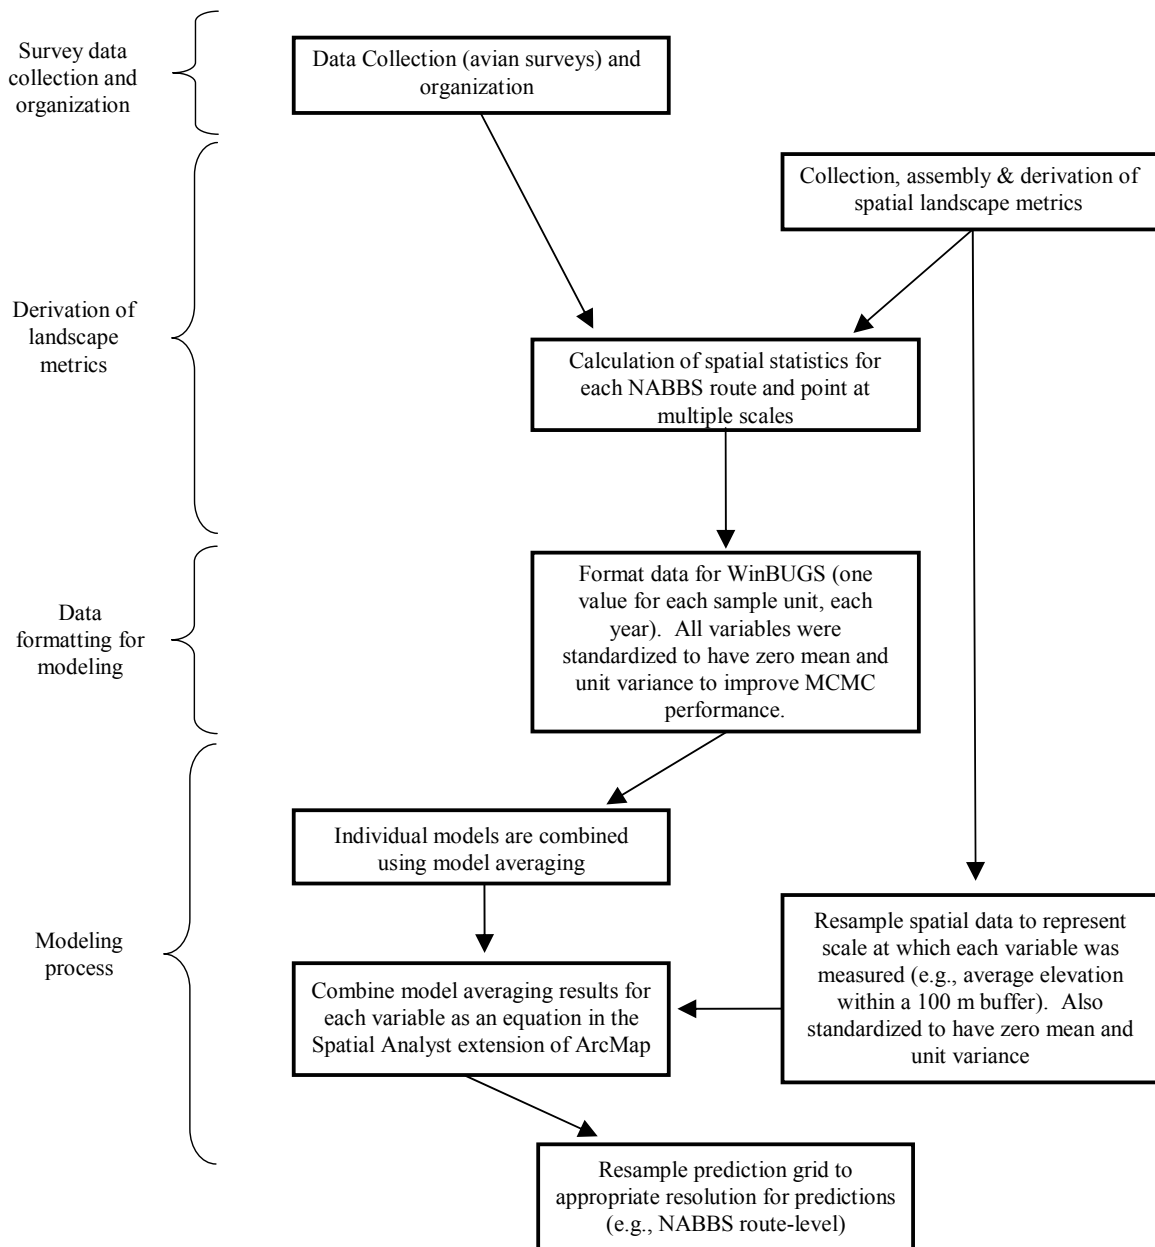 Survey data
collection and
organization
Data Collection (avian surveys) and
organization
Collection, assembly & derivation of
spatial landscape metrics
Derivation of
landscape
metrics
Calculation of spatial statistics for
each NABBS route and point at
multiple scales
Data
formatting for
modeling
Format data for WinBUGS (one
value for each sample unit, each
year).  All variables were
standardized to have zero mean and
unit variance to improve MCMC
performance.
Individual models are combined
using model averaging
Modeling
process
Resample spatial data to represent
scale at which each variable was
measured (e.g., average elevation
within a 100 m buffer).  Also
standardized to have zero mean and
unit variance
Combine model averaging results for
each variable as an equation in the
Spatial Analyst extension of ArcMap
Resample prediction grid to
appropriate resolution for predictions
(e.g., NABBS route-level)